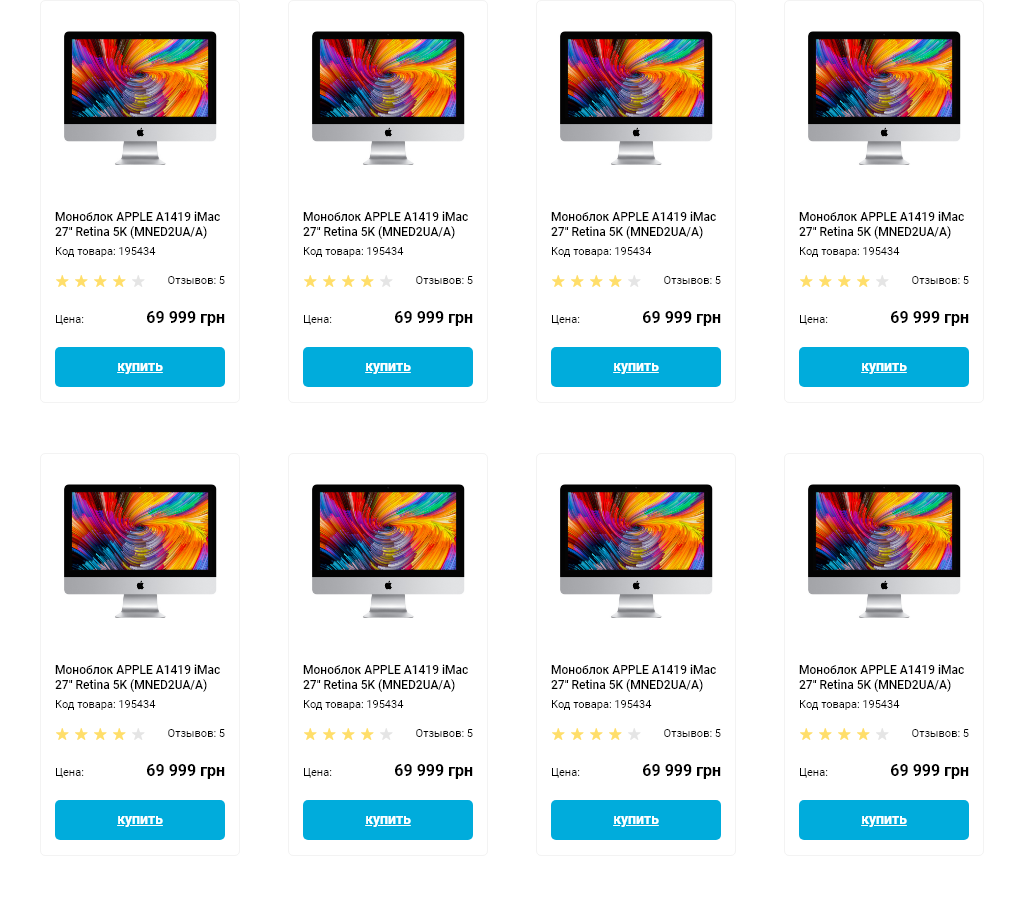 Моноблок APPLE A1419 iMac
27" Retina 5K (MNED2UA/A)
Код товара: 195434
Отзывов: 5
Цена: 69 999 грн
купить
Моноблок APPLE A1419 iMac
27" Retina 5K (MNED2UA/A)
Код товара: 195434
Отзывов: 5
Цена: 69 999 грн
купить
Моноблок APPLE A1419 iMac
27" Retina 5K (MNED2UA/A)
Код товара: 195434
Отзывов: 5
Цена: 69 999 грн
купить
Моноблок APPLE A1419 iMac
27" Retina 5K (MNED2UA/A)
Код товара: 195434
Отзывов: 5
Цена: 69 999 грн
купить
Моноблок APPLE A1419 iMac
27" Retina 5K (MNED2UA/A)
Код товара: 195434
Отзывов: 5
Цена: 69 999 грн
купить
Моноблок APPLE A1419 iMac
27" Retina 5K (MNED2UA/A)
Код товара: 195434
Отзывов: 5
Цена: 69 999 грн
купить
Моноблок APPLE A1419 iMac
27" Retina 5K (MNED2UA/A)
Код товара: 195434
Отзывов: 5
Цена: 69 999 грн
купить
Моноблок APPLE A1419 iMac
27" Retina 5K (MNED2UA/A)
Код товара: 195434
Отзывов: 5
Цена: 69 999 грн
купить